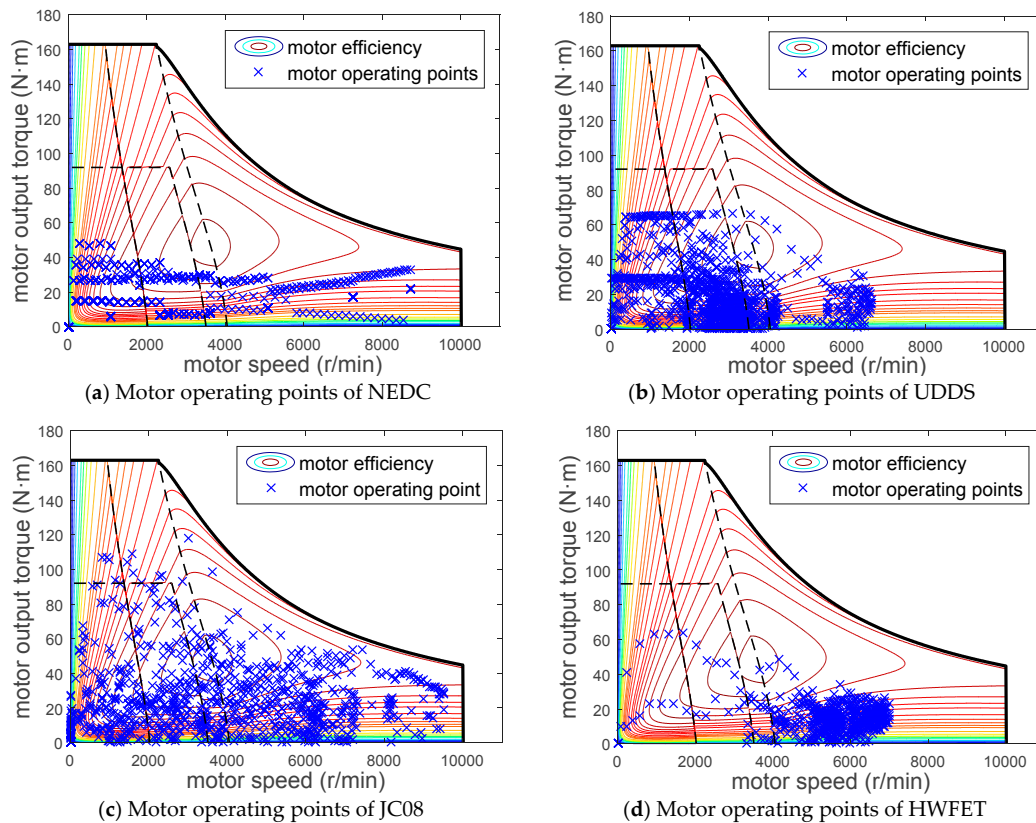 180
160
140
120
100
80
60
40
20
0
motor output torque (N·m)
motor efficiency
motor operating points
0 2000 4000 6000 8000 10000
motor speed (r/min)
(a) Motor operating points of NEDC
180
160
140
120
100
80
60
40
20
0
motor output torque (N·m)
motor efficiency
motor operating points
0 2000 4000 6000 8000 10000
motor speed (r/min)
(b) Motor operating points of UDDS
180
160
140
120
100
80
60
40
20
0
motor output torque (N·m)
motor efficiency
motor operating point
0 2000 4000 6000 8000 10000
motor speed (r/min)
(c) Motor operating points of JC08
180
160
140
120
100
80
60
40
20
0
motor output torque (N·m)
motor efficiency
motor operating points
0 2000 4000 6000 8000 10000
motor speed (r/min)
(d) Motor operating points of HWFET